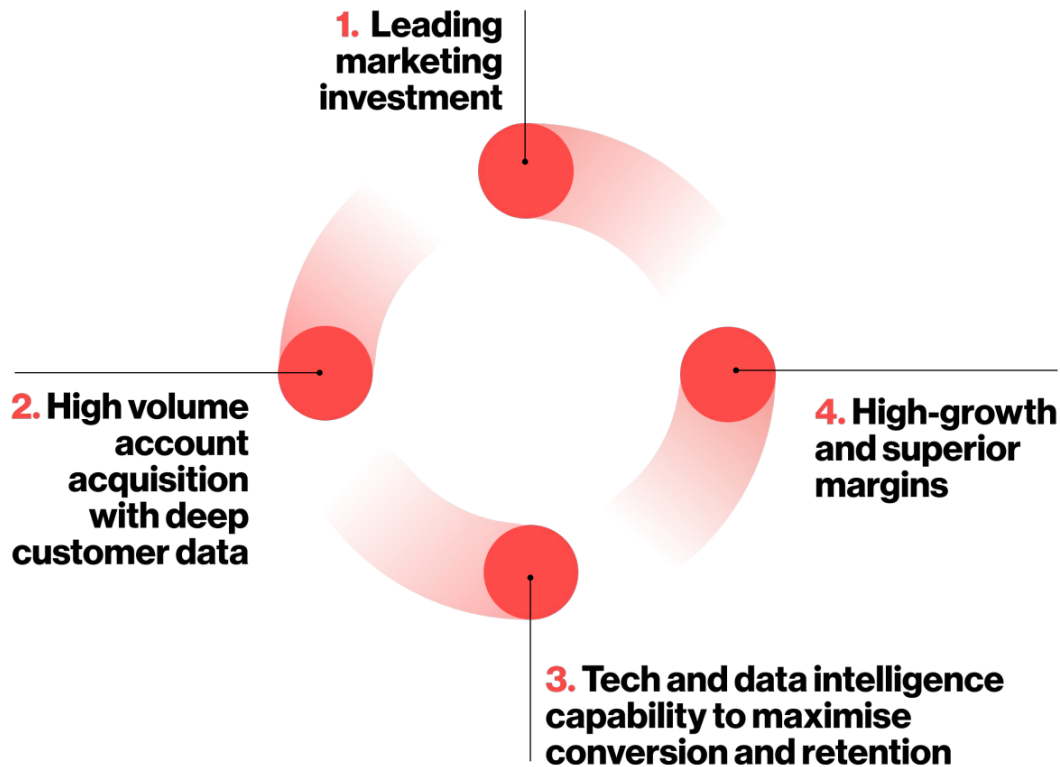 1. Leading
marketing
investment
2. High volume
account
acquisition
with deep
customer data
3. Tech and data intelligence
capability to maximise
conversion and retention
4. High-growth
and superior
margins